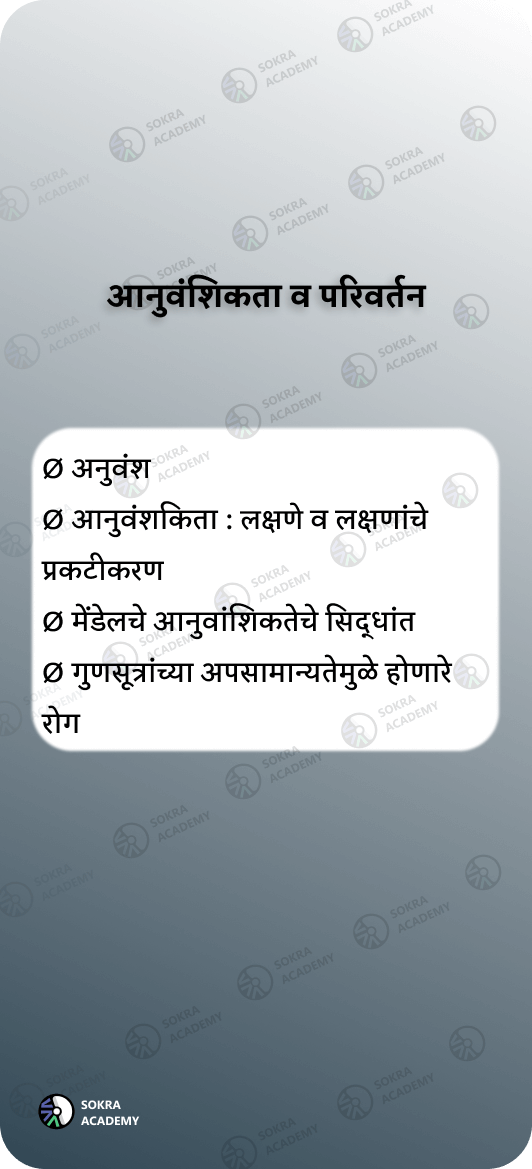 आनुवंशिकता व परिवर्तन
Ø अनुवंश
Ø आनुवंशकिता : लक्षणे व लक्षणांचे
प्रकटीकरण
Ø मेंडेलचे आनुवांशिकतेचे सिद्धांत
Ø गुणसूत्रांच्या अपसामान्यतेमुळे होणारे
रोग
SOKRA
ACADEMY